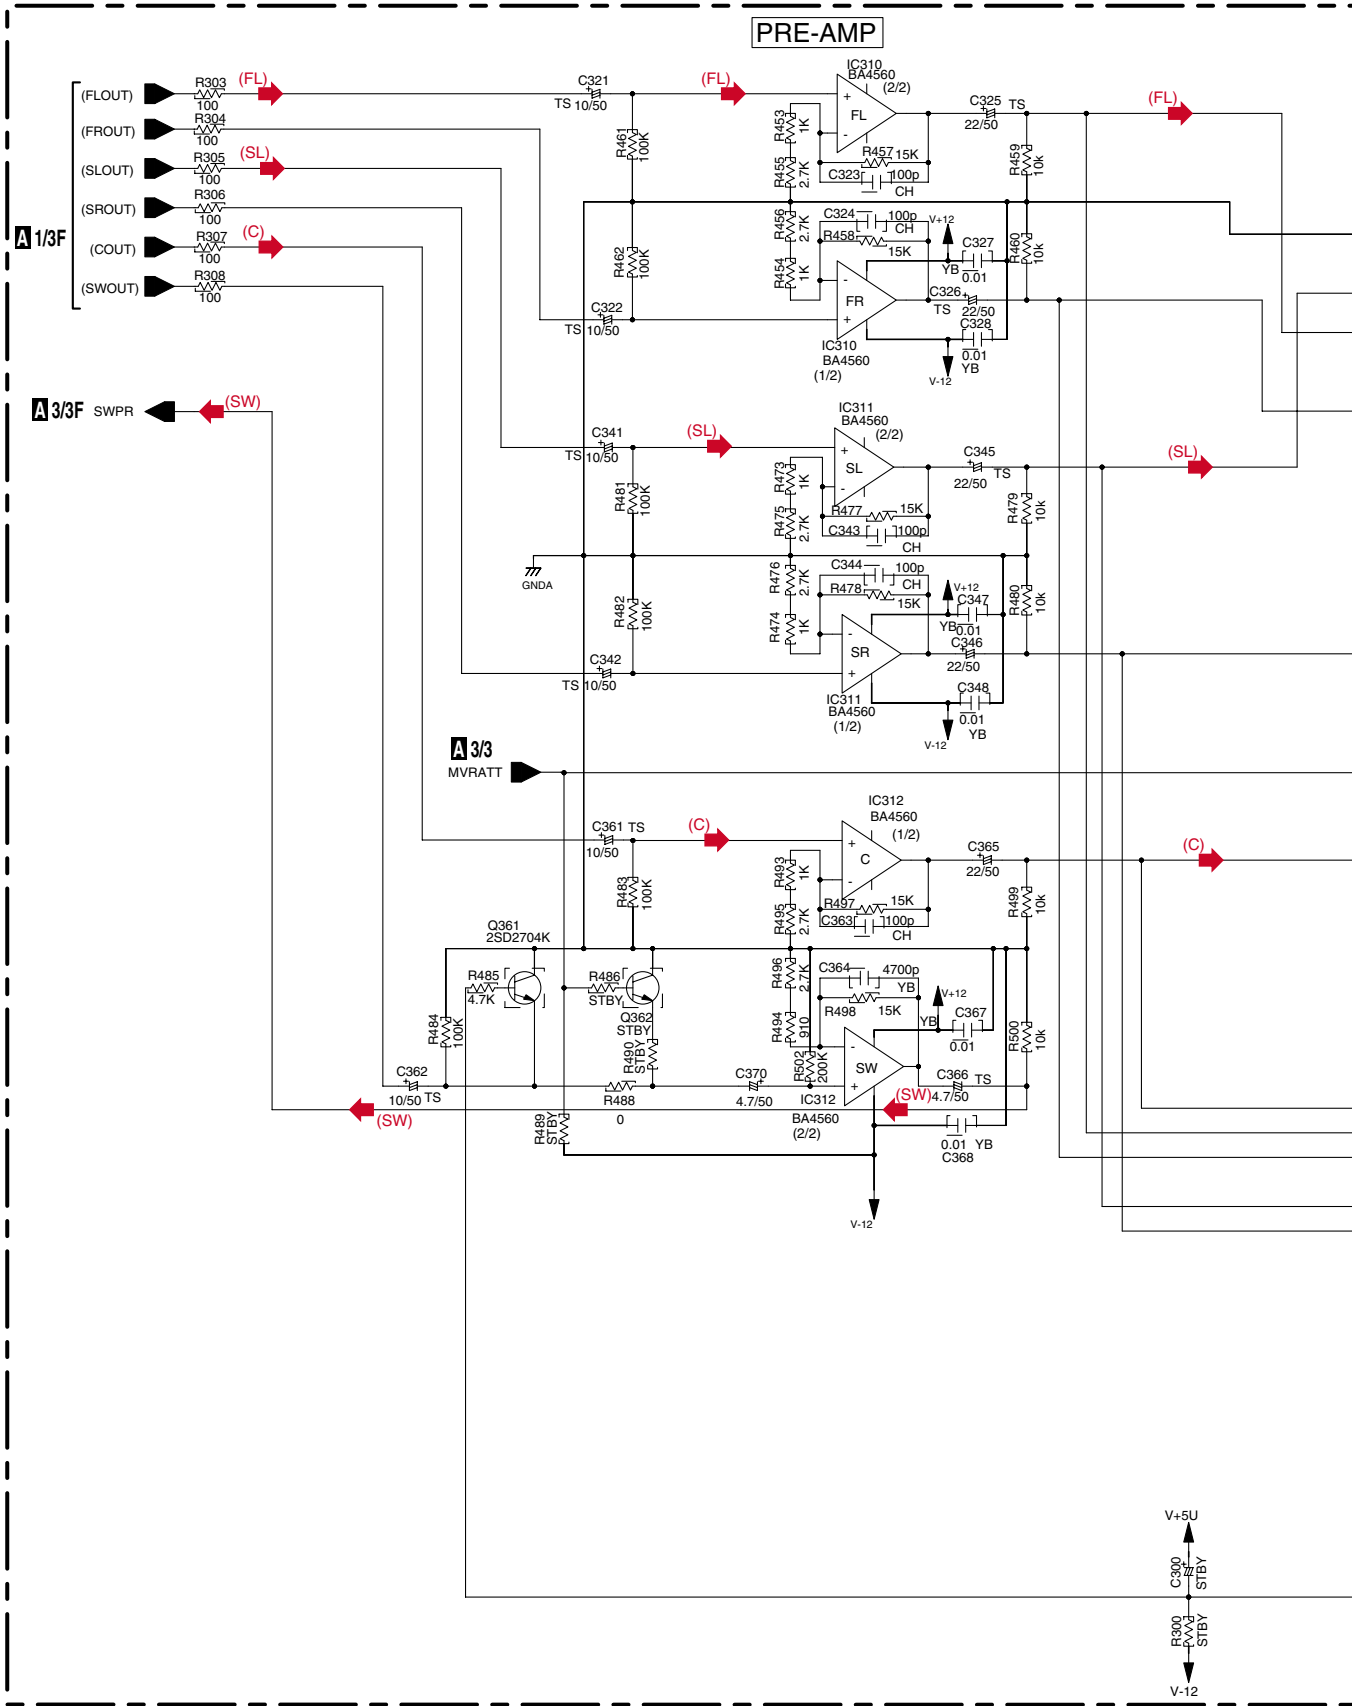 PRE-AMP
(FLOUT)
R303
100
(FL)
C321
TS 10/50
(FL)
IC310
BA4560
(2/2)
+
FL
-
C325
TS
22/50
(FL)
(FROUT)
R304
100
R453
1K
R461
100K
R457
15K
R459
10k
(SLOUT)
R305
100
(SL)
R455
2.7K
C323
100p
CH
(SROUT)
R306
100
R456
2.7K
C324
100p
CH
V+12
A 1/3F
(COUT)
R307
100
(C)
R458
15K
C327
YB
0.01
R460
10k
R462
100K
R454
1K
(SWOUT)
R308
100
-
FR
+
C326
TS
22/50
C322
TS 10/50
C328
0.01
YB
IC310
BA4560
(1/2)
V-12
A 3/3F
SWPR
(SW)
IC311
BA4560
(2/2)
C341
TS 10/50
(SL)
+
SL
-
C345
TS
22/50
(SL)
R473
1K
R481
100K
R477
15K
R479
10k
R475
2.7K
C343
100p
CH
GNDA
R476
2.7K
C344
100p
CH
V+12
R478
15K
C347
YB
0.01
R480
10k
R482
100K
R474
1K
-
SR
+
C346
22/50
C342
TS 10/50
C348
0.01
YB
IC311
BA4560
(1/2)
V-12
A 3/3
MVRATT
IC312
BA4560
(1/2)
C361
TS
10/50
(C)
+
C
-
C365
22/50
(C)
R493
1K
R483
100K
R497
15K
R499
10k
R495
2.7K
C363
100p
CH
Q361
2SD2704K
R485
4.7K
R486
STBY
Q362
STBY
R496
2.7K
C364
4700p
YB
R498
15K
V+12
YB
C367
0.01
R484
100K
R490
STBY
R494
910
R502
200K
R500
10k
-
SW
+
C362
10/50
TS
R488
0
C370
4.7/50
C366
TS
4.7/50
IC312
BA4560
(2/2)
(SW)
(SW)
R489
STBY
0.01
YB
C368
V-12
V+5U
C300
STBY
R300
STBY
V-12